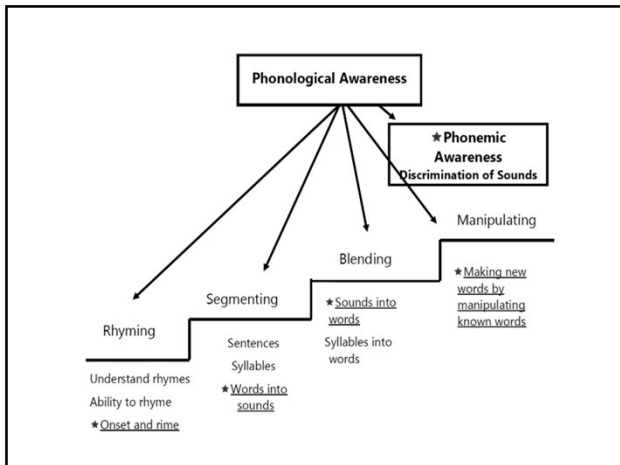 Phonological Awareness
★Phonemic
Awareness
Discrimination of Sounds
Manipulating
★Making new
words by
manipulating
known words
Blending
★Sounds into
words
Syllables into
words
Segmenting
Sentences
Syllables
★Words into
sounds
Rhyming
Understand rhymes
Ability to rhyme
★Onset and rime